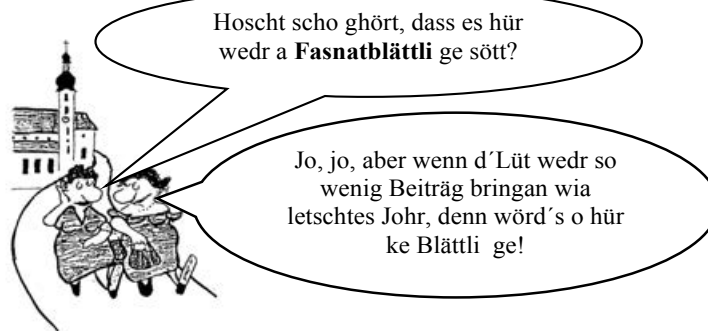 Hoscht scho ghört, dass es hür
wedr a Fasnatblättli ge sött?
Jo, jo, aber wenn d´Lüt wedr so
wenig Beiträg bringan wia
letschtes Johr, denn wörd´s o hür
ke Blättli ge!